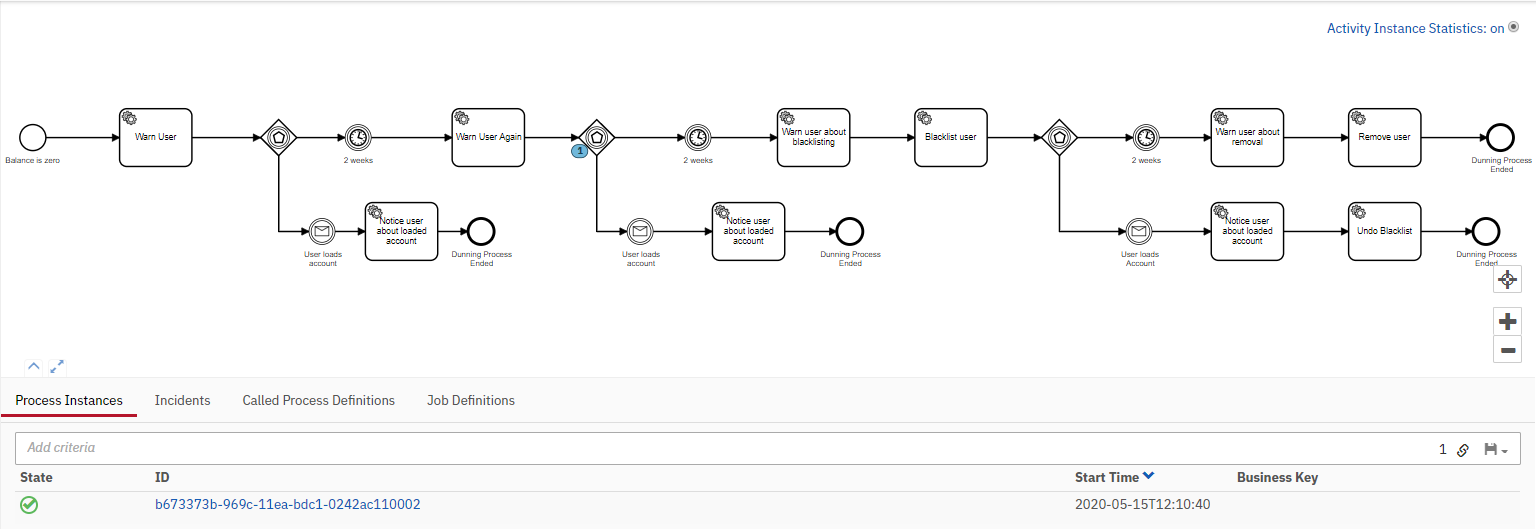 Activity Instance Statistics: on
Warn User
Warn User Again
Warn user about
blacklisting
Blacklist user
Warn user about
removal
Remove user
1
Balance is zero
2 weeks
2 weeks
2 weeks
Dunning Process
Ended
Notice user
about loaded
account
Notice user
about loaded
account
Notice user
about loaded
account
Undo Blacklist
User loads
account
Dunning Process
Ended
User loads
account
Dunning Process
Ended
User loads
Account
Dunning Process
Ended
Process Instances Incidents Called Process Definitions Job Definitions
Add criteria 1
State ID Start Time Business Key
b673373b-969c-11ea-bdc1-0242ac110002 2020-05-15T12:10:40